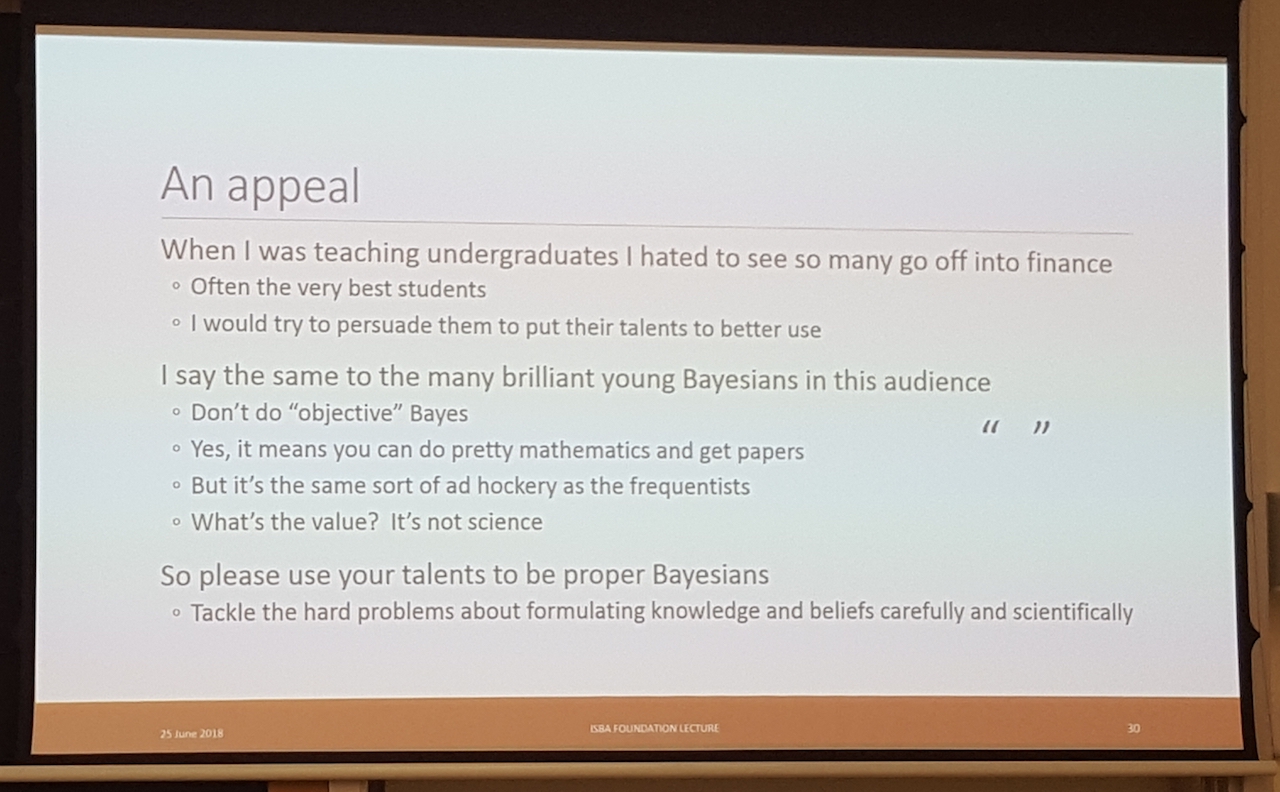 An appeal
When I was teaching undergraduates I hated to see so many go off into finance
◦ Often the very best students
◦ I would try to persuade them to put their talents to better use
I say the same to the many brilliant young Bayesians in this audience
◦ Don’t do “objective” Bayes
“ ”
◦ Yes, it means you can do pretty mathematics and get papers
◦ But it’s the same sort of ad hockery as the frequentists
◦ What’s the value? It’s not science
So please use your talents to be proper Bayesians
◦ Tackle the hard problems about formulating knowledge and beliefs carefully and scientifically
25 June 2018 ISBA FOUNDATION LECTURE 30